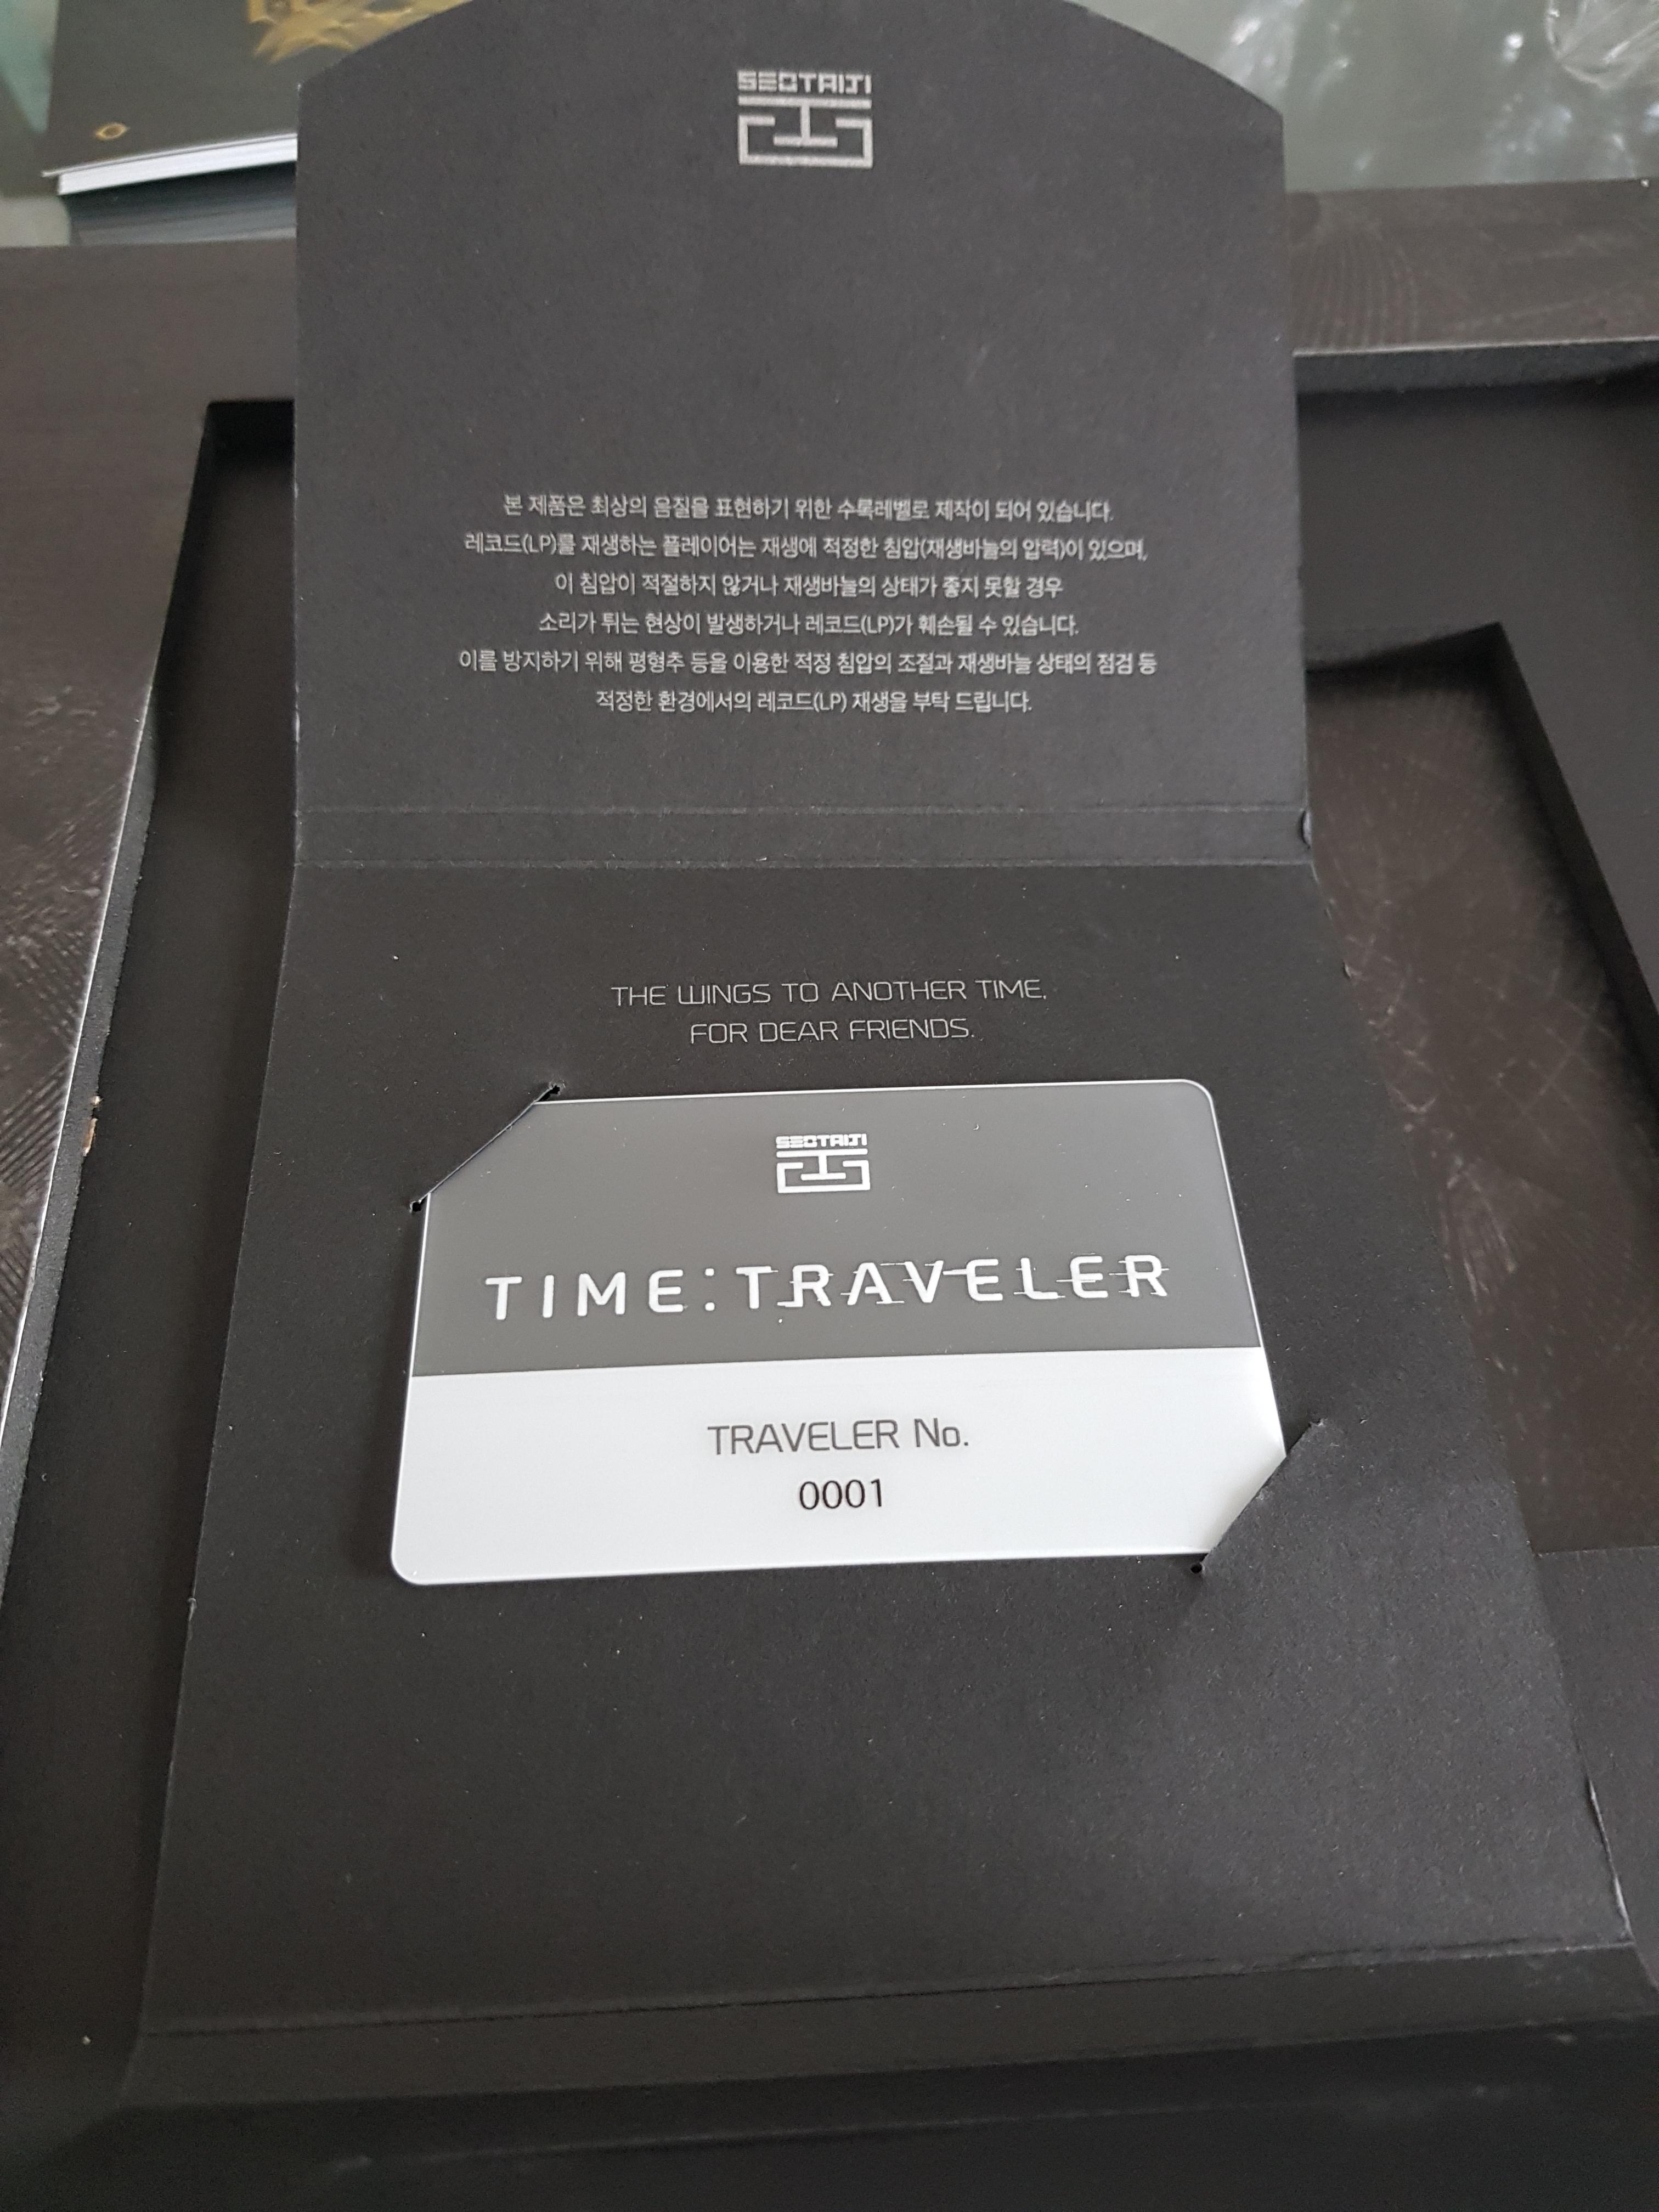 SEOTAIJI
본 제품은 최상의 음질을 표현하기 위한 수록레벨로 제작이 되어 있습니다.
레코드(LP)를 재생하는 플레이어는 재생에 적정한 침압(재생바늘의 압력)이 있으며,
이 침압이 적절하지 않거나 재생바늘의 상태가 좋지 못할 경우
소리가 튀는 현상이 발생하거나 레코드(LP)가 훼손될 수 있습니다.
이를 방지하기 위해 평형추 등을 이용한 적정 침압의 조절과 재생바늘 상태의 점검 등
적정한 환경에서의 레코드(LP) 재생을 부탁 드립니다.
THE WINGS TO ANOTHER TIME,
FOR DEAR FRIENDS.
SEOTAIJI
TIME:TRAVELER
TRAVELER No.
0001